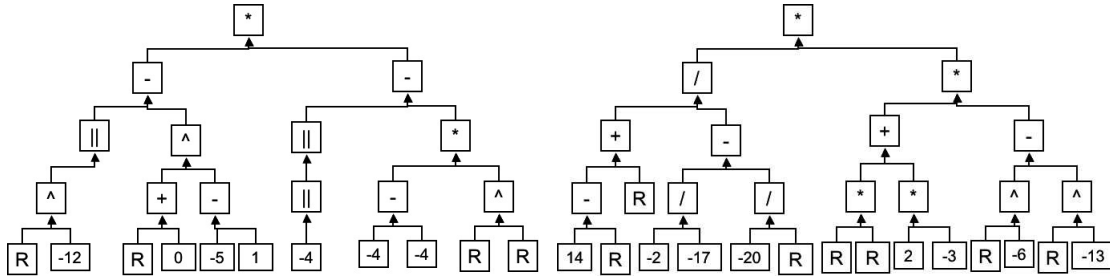 * *
- - / *
|| ^ || * + - + -
^ + - || - ^ - R / / * * ^ ^
R -12 R 0 -5 1 -4 -4 -4 R R 14 R -2 -17 -20 R R R 2 -3 R -6 R -13